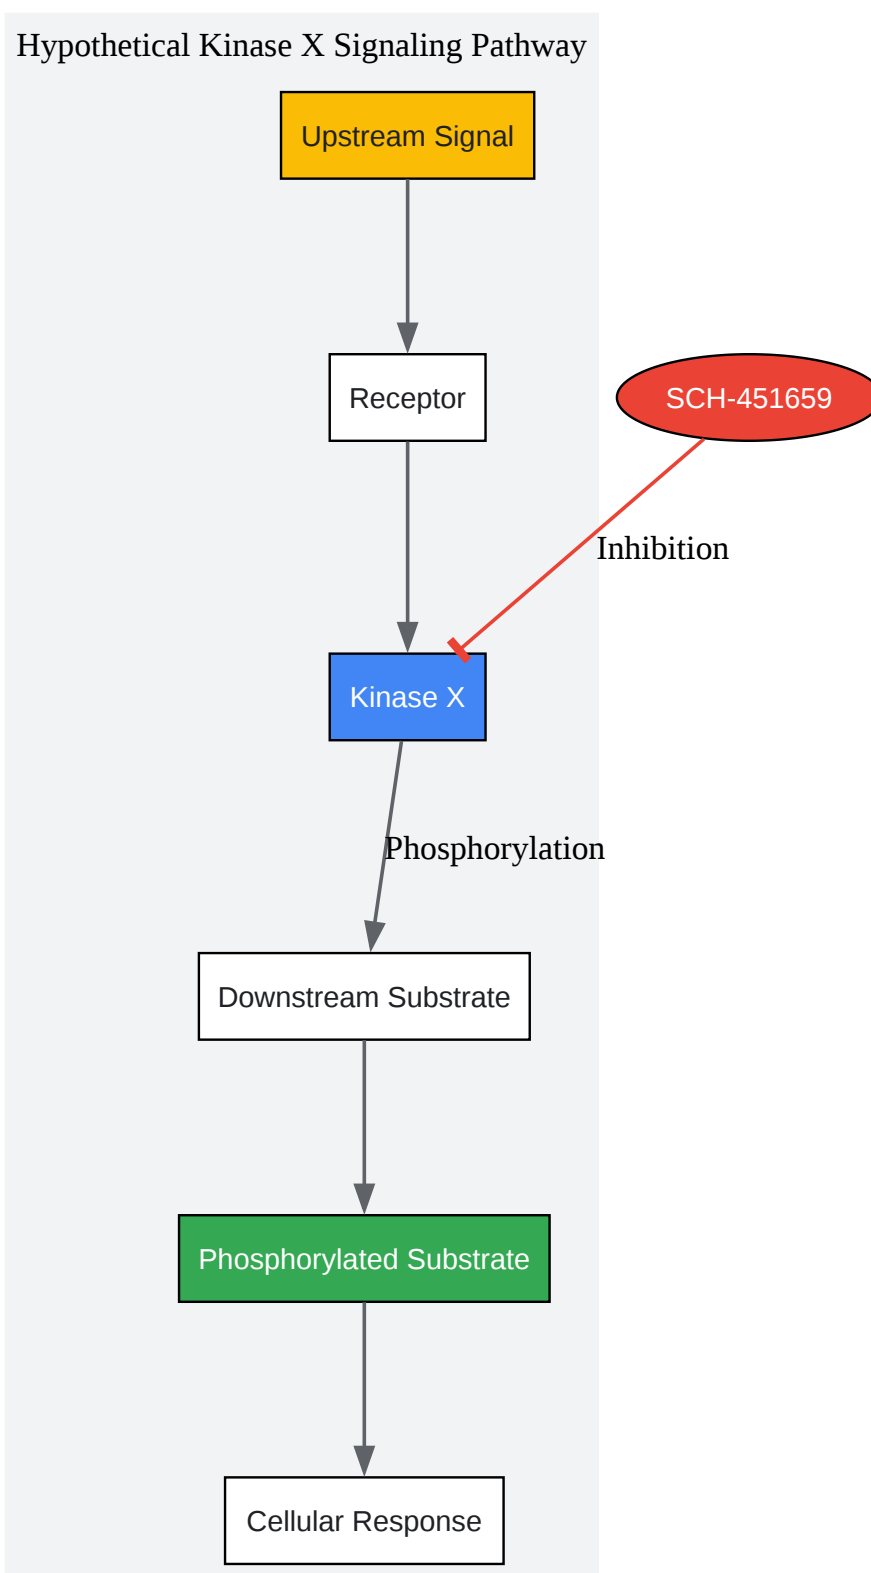 Hypothetical Kinase X Signaling Pathway
Upstream Signal
Receptor
SCH-451659
Inhibition
Kinase X
Phosphorylation
Downstream Substrate
Phosphorylated Substrate
Cellular Response